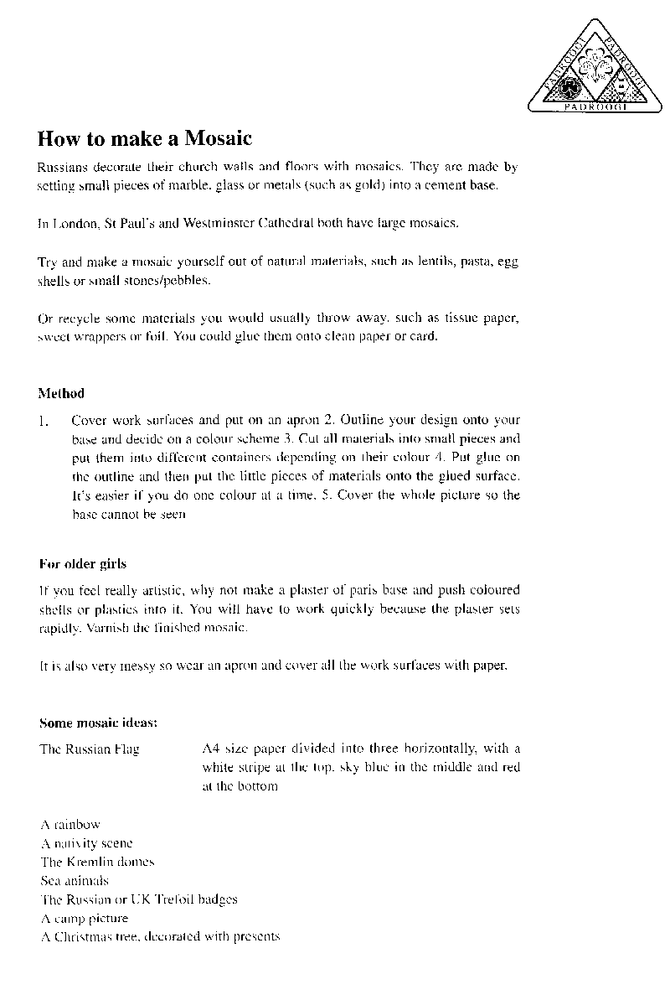 PADROOGI PADROOGI
PADROOGI
How to make a Mosaic
Russians decorate their church walls and floors with mosaics. They are made by
setting small pieces of marble, glass or metals (such as gold) into a cement base.
In London, St Paul's and Westminster Cathedral both have large mosaics.
Try and make a mosaic yourself out of natural materials, such as lentils, pasta, egg
shells or small stones/pebbles.
Or recycle some materials you would usually throw away, such as tissue paper,
sweet wrappers or foil. You could glue them onto clean paper or card.
Method
1. Cover work surfaces and put on an apron 2. Outline your design onto your
base and decide on a colour scheme 3. Cut all materials into small pieces and
put them into different containers depending on their colour 4. Put glue on
the outline and then put the little pieces of materials onto the glued surface.
It's easier if you do one colour at a time. 5. Cover the whole picture so the
base cannot be seen
For older girls
If you feel really artistic, why not make a plaster of paris base and push coloured
shells or plastics into it. You will have to work quickly because the plaster sets
rapidly. Varnish the finished mosaic.
It is also very messy so wear an apron and cover all the work surfaces with paper.
Some mosaic ideas:
The Russian Flag A4 size paper divided into three horizontally, with a
white stripe at the top, sky blue in the middle and red
at the bottom
A rainbow
A nativity scene
The Kremlin domes
Sea animals
The Russian or UK Trefoil badges
A camp picture
A Christmas tree, decorated with presents